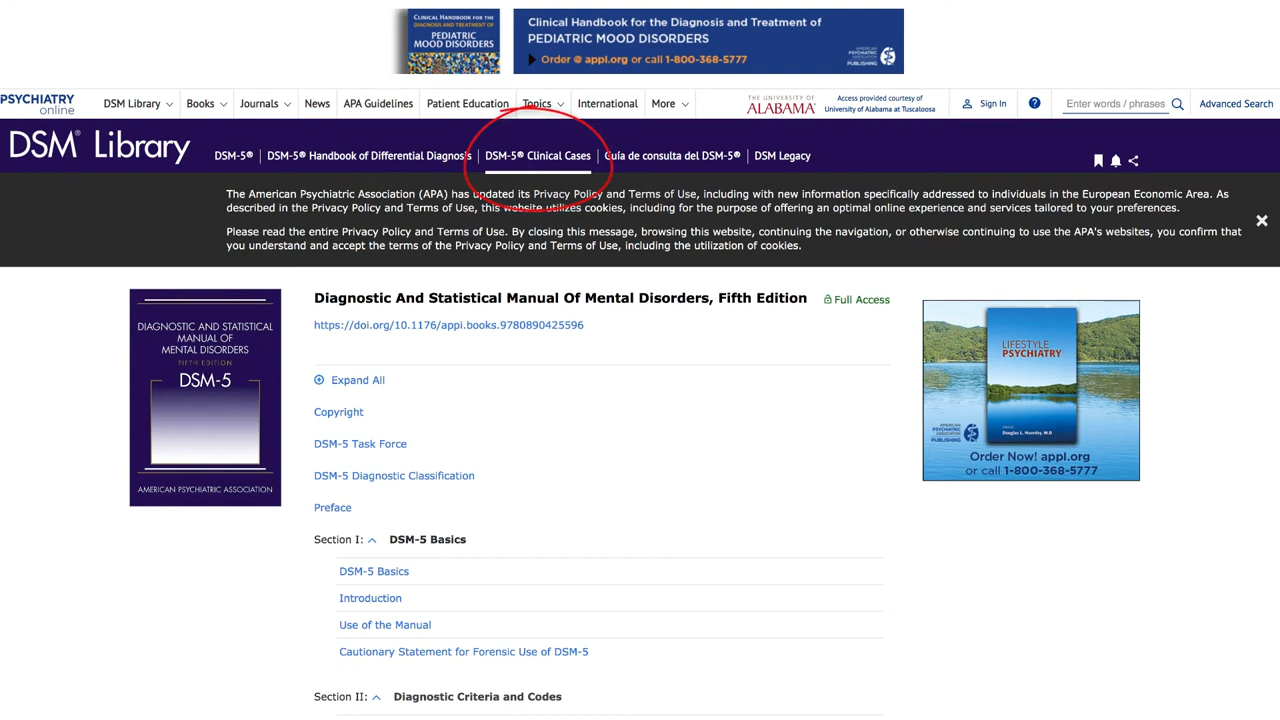 CLINICAL HANDBOOK FOR THE
DIAGNOSIS AND TREATMENT OF
PEDIATRIC
MOOD DISORDERS
Clinical Handbook for the Diagnosis and Treatment of
PEDIATRIC MOOD DISORDERS
Order @ appi.org or call 1-800-368-5777
AMERICAN
PSYCHIATRIC
ASSOCIATION
PUBLISHING
PSYCHIATRY
online
DSM Library
Books
Journals
News
APA Guidelines
Patient Education
Topics
International
More
THE UNIVERSITY OF
ALABAMA
Access provided courtesy of
University of Alabama at Tuscaloosa
Sign In
?
Enter words / phrases
Advanced Search
DSM® Library
DSM-5® | DSM-5® Handbook of Differential Diagnosis | DSM-5® Clinical Cases | Guía de consulta del DSM-5® | DSM Legacy
The American Psychiatric Association (APA) has updated its Privacy Policy and Terms of Use, including with new information specifically addressed to individuals in the European Economic Area. As
described in the Privacy Policy and Terms of Use, this website utilizes cookies, including for the purpose of offering an optimal online experience and services tailored to your preferences.
Please read the entire Privacy Policy and Terms of Use. By closing this message, browsing this website, continuing the navigation, or otherwise continuing to use the APA's websites, you confirm that
you understand and accept the terms of the Privacy Policy and Terms of Use, including the utilization of cookies.
DIAGNOSTIC AND STATISTICAL
MANUAL OF
MENTAL DISORDERS
FIFTH EDITION
DSM-5
AMERICAN PSYCHIATRIC ASSOCIATION
Diagnostic And Statistical Manual Of Mental Disorders, Fifth Edition
Full Access
https://doi.org/10.1176/appi.books.9780890425596
Expand All
Copyright
DSM-5 Task Force
DSM-5 Diagnostic Classification
Preface
Section I: DSM-5 Basics
DSM-5 Basics
Introduction
Use of the Manual
Cautionary Statement for Forensic Use of DSM-5
Section II: Diagnostic Criteria and Codes
LIFESTYLE
PSYCHIATRY
Douglas L. Noordsy, M.D
AMERICAN
PSYCHIATRIC
ASSOCIATION
PUBLISHING
Order Now! appi.org
or call 1-800-368-5777